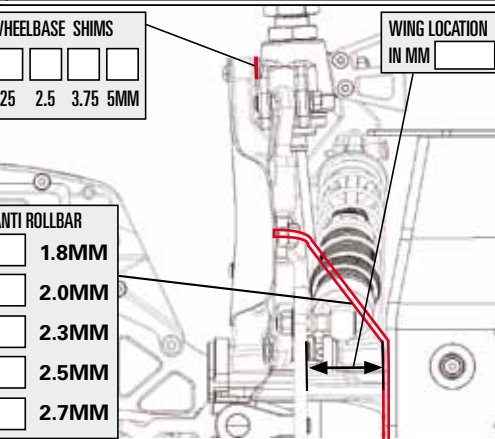 HEELBASE SHIMS
25 2.5 3.75 5MM
WING LOCATION
IN MM
ANTI ROLLBAR
1.8MM
2.0MM
2.3MM
2.5MM
2.7MM